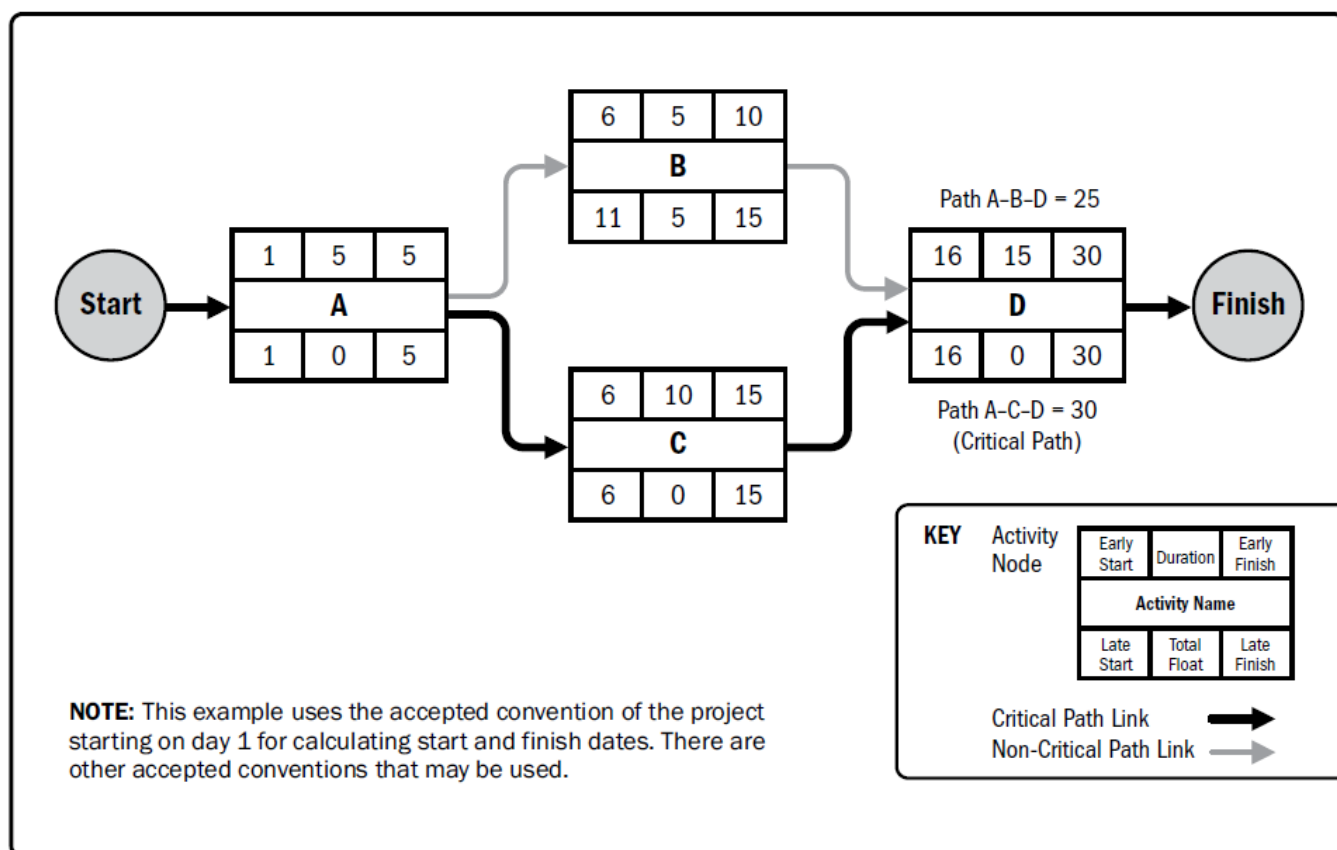 6 5 10
B
11 5 15
Path A-B-D = 25
Start
1 5 5
A
1 0 5
16 15 30
D
16 0 30
Finish
6 10 15
C
6 0 15
Path A-C-D = 30
(Critical Path)
KEY Activity
Node
Early
Start
Duration
Early
Finish
Activity Name
Late
Start
Total
Float
Late
Finish
Critical Path Link
Non-Critical Path Link
NOTE: This example uses the accepted convention of the project
starting on day 1 for calculating start and finish dates. There are
other accepted conventions that may be used.